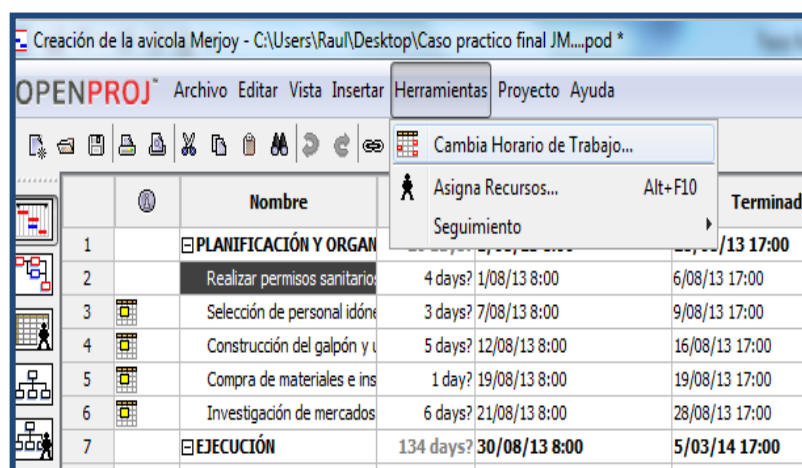 Creación de la avicola Merjoy - C:\Users\Raul\Desktop\Caso practico final JM....pod *
OPENPROJ™ Archivo Editar Vista Insertar Herramientas Proyecto Ayuda
Cambia Horario de Trabajo...
Asigna Recursos... Alt+F10
Seguimiento
Nombre Terminad
1 PLANIFICACIÓN Y ORGAN 13 17:00
2 Realizar permisos sanitarios 4 days? 1/08/13 8:00 6/08/13 17:00
3 Selección de personal idóne 3 days? 7/08/13 8:00 9/08/13 17:00
4 Construcción del galpón y u 5 days? 12/08/13 8:00 16/08/13 17:00
5 Compra de materiales e ins 1 day? 19/08/13 8:00 19/08/13 17:00
6 Investigación de mercados 6 days? 21/08/13 8:00 28/08/13 17:00
7 EJECUCIÓN 134 days? 30/08/13 8:00 5/03/14 17:00